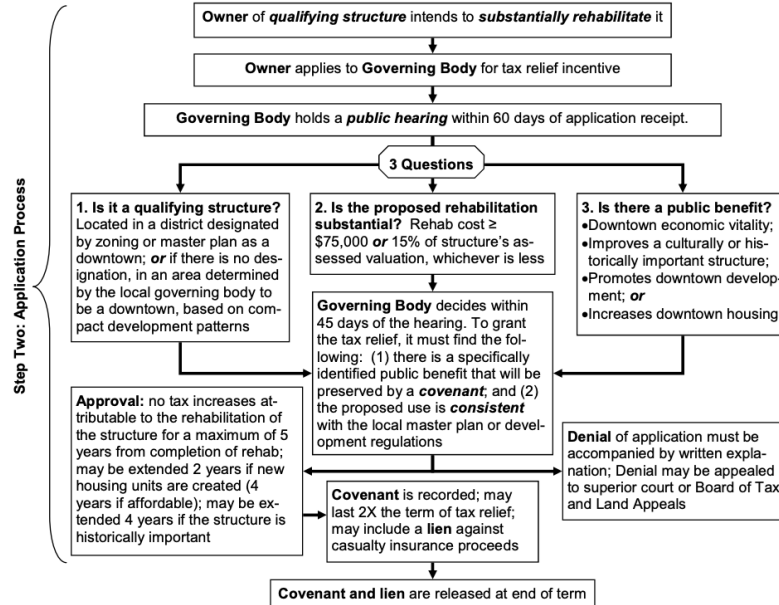 Step Two: Application Process
Owner of qualifying structure intends to substantially rehabilitate it
Owner applies to Governing Body for tax relief incentive
Governing Body holds a public hearing within 60 days of application receipt.
3 Questions
1. Is it a qualifying structure?
Located in a district designated
by zoning or master plan as a
downtown; or if there is no des-
ignation, in an area determined
by the local governing body to
be a downtown, based on com-
pact development patterns
2. Is the proposed rehabilitation
substantial? Rehab cost ≥
$75,000 or 15% of structure's as-
sessed valuation, whichever is less
3. Is there a public benefit?
•Downtown economic vitality;
•Improves a culturally or his-
torically important structure;
•Promotes downtown develop-
ment; or
•Increases downtown housing
Governing Body decides within
45 days of the hearing. To grant
the tax relief, it must find the fol-
lowing: (1) there is a specifically
identified public benefit that will be
preserved by a covenant; and (2)
the proposed use is consistent
with the local master plan or devel-
opment regulations
Approval: no tax increases at-
tributable to the rehabilitation of
the structure for a maximum of 5
years from completion of rehab;
may be extended 2 years if new
housing units are created (4
years if affordable); may be ex-
tended 4 years if the structure is
historically important
Denial of application must be
accompanied by written expla-
nation; Denial may be appealed
to superior court or Board of Tax
and Land Appeals
Covenant is recorded; may
last 2X the term of tax relief;
may include a lien against
casualty insurance proceeds
Covenant and lien are released at end of term